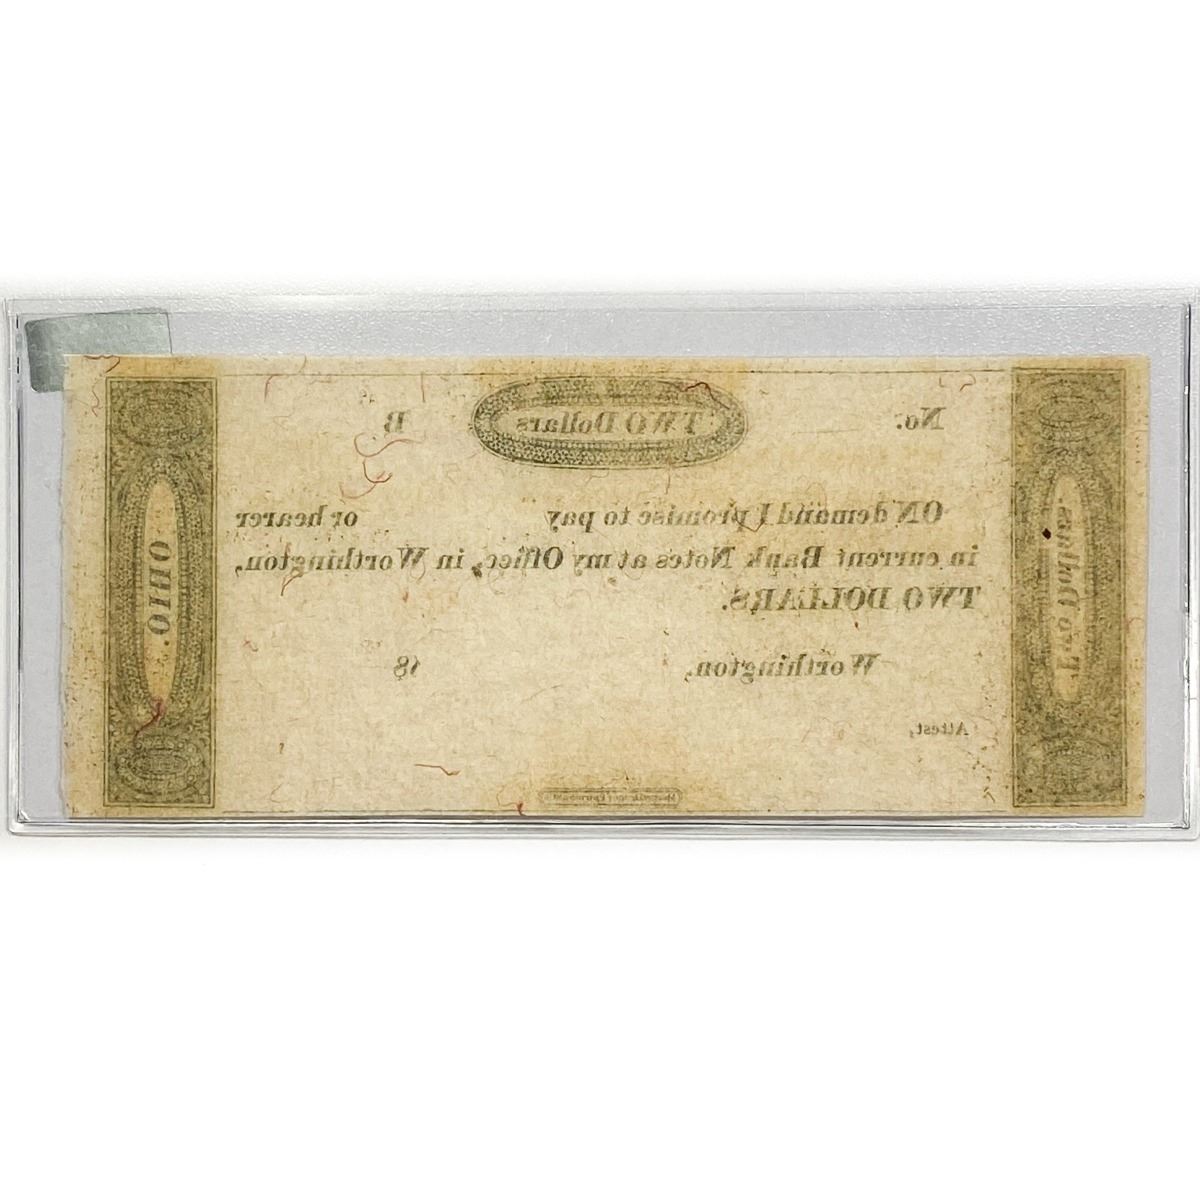 No.
TWO Dollars
B
ON demand I promise to pay or bearer
in current Bank Notes at my Office, in Worthington,
TWO DOLLARS.
Worthington, 18
Attest,
Two Dollars.
OHIO.